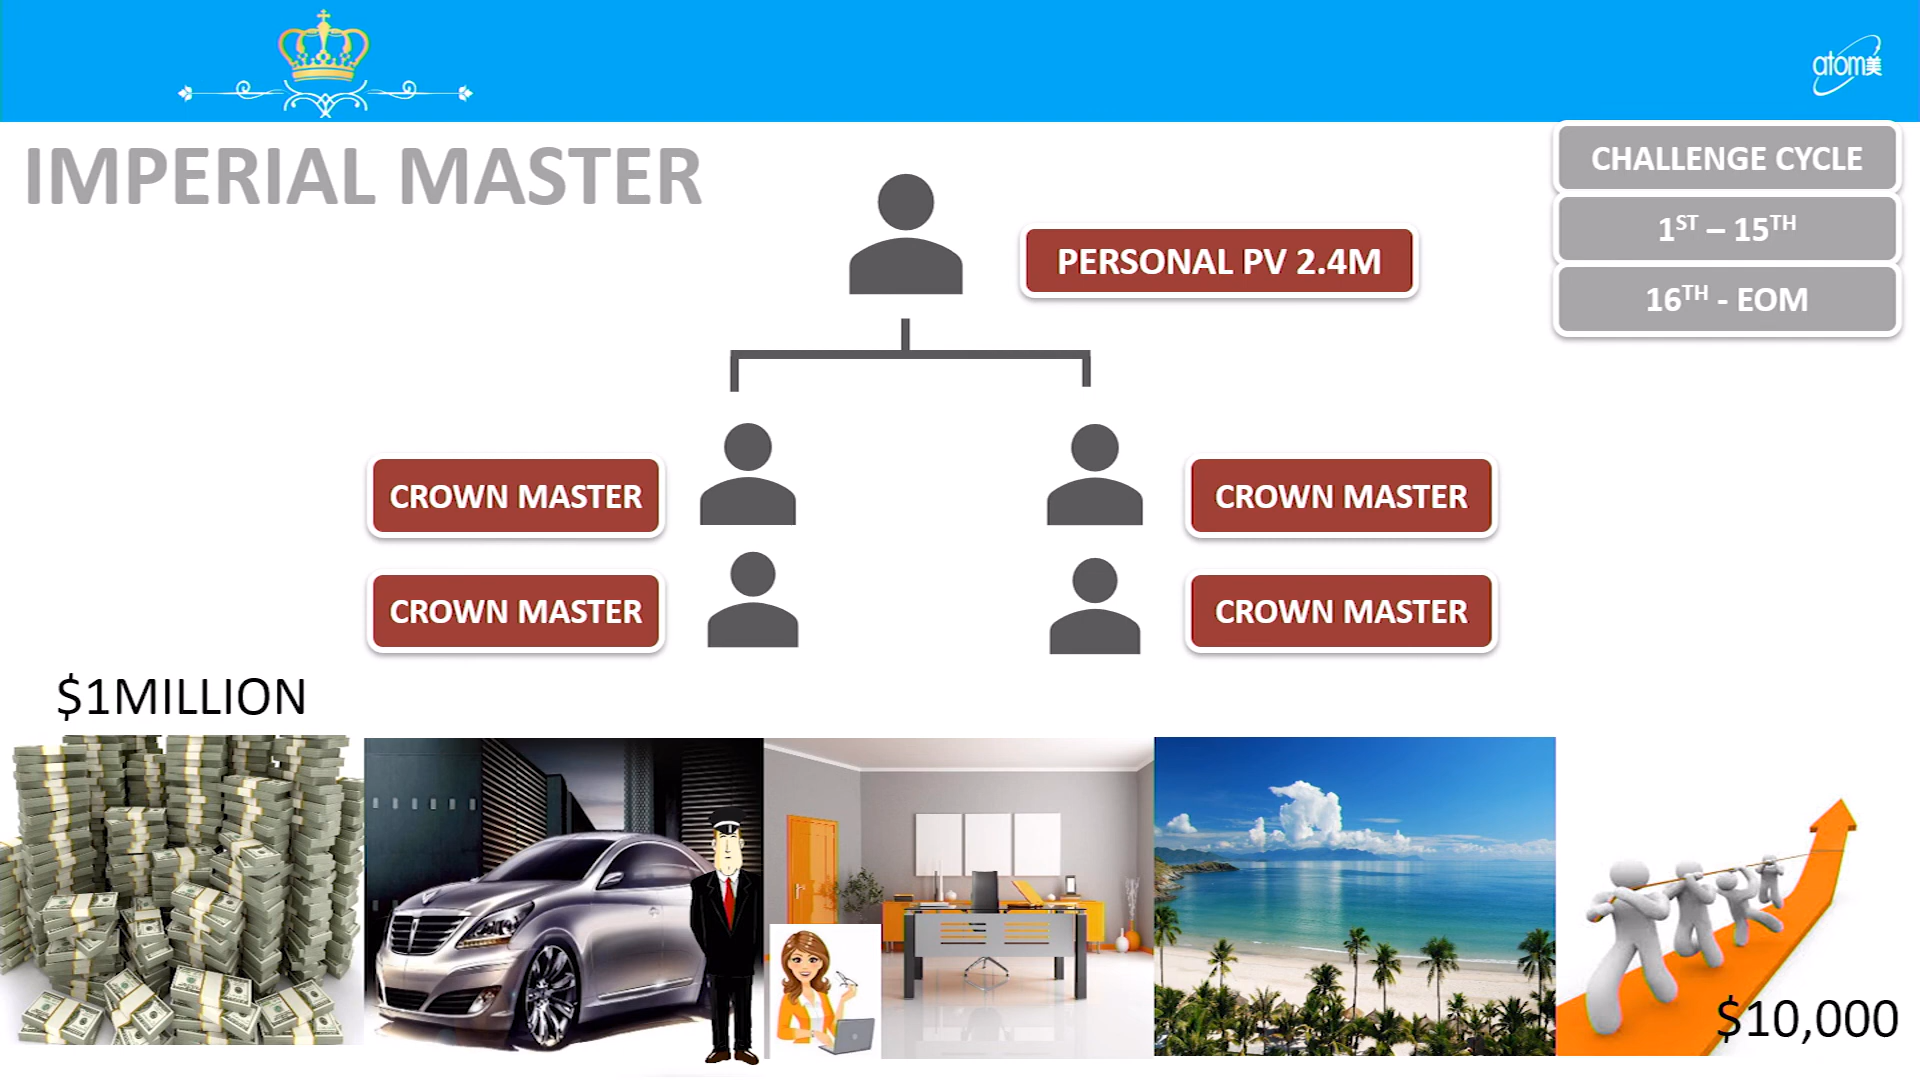 atom美
IMPERIAL MASTER
CHALLENGE CYCLE
1ST – 15TH
16TH - EOM
PERSONAL PV 2.4M
CROWN MASTER
CROWN MASTER
CROWN MASTER
CROWN MASTER
$1MILLION
$10,000